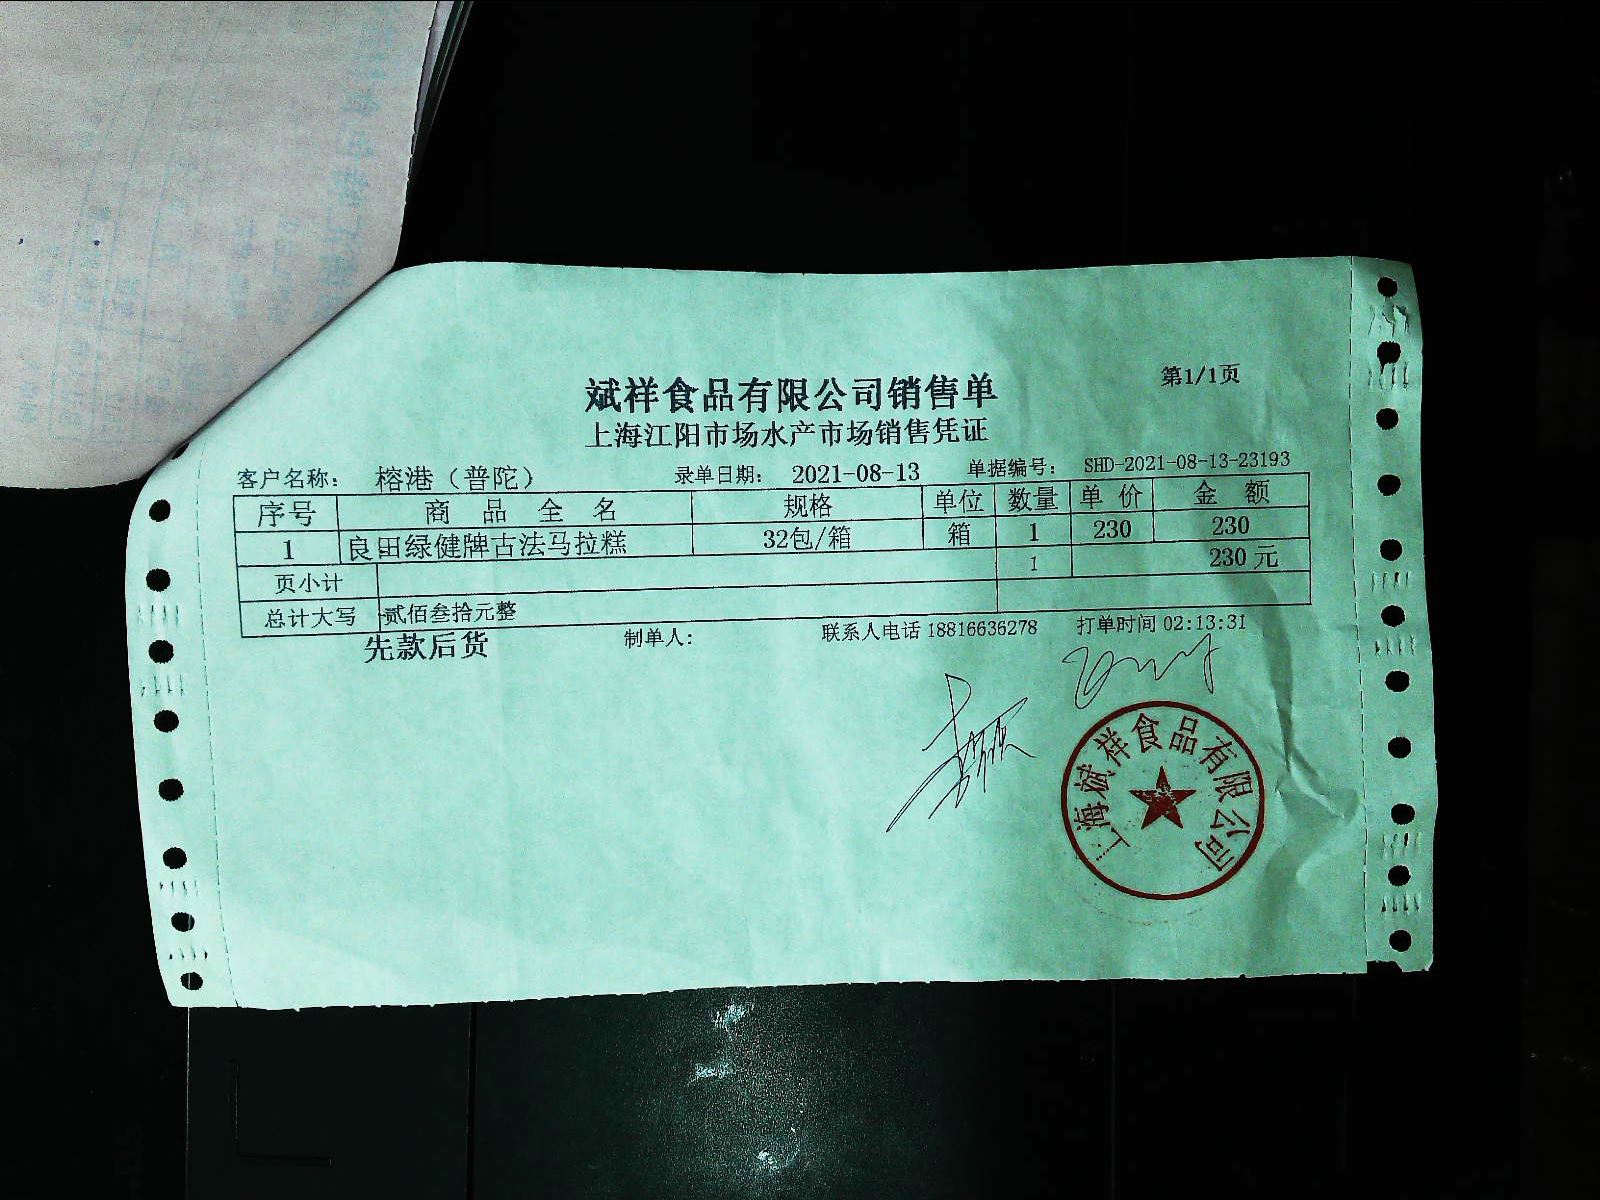 第1/1页
斌祥食品有限公司销售单
上海江阳市场水产市场销售凭证
客户名称： 榕港（普陀） 录单日期： 2021-08-13 单据编号： SHD-2021-08-13-23193
序号 商品全名 规格 单位 数量 单价 金额
1 良田绿健牌古法马拉糕 32包/箱 箱 1 230 230
页小计 1 230元
总计大写 贰佰叁拾元整
先款后货 制单人: 联系人电话 18816636278 打单时间 02:13:31
上海斌祥食品有限公司